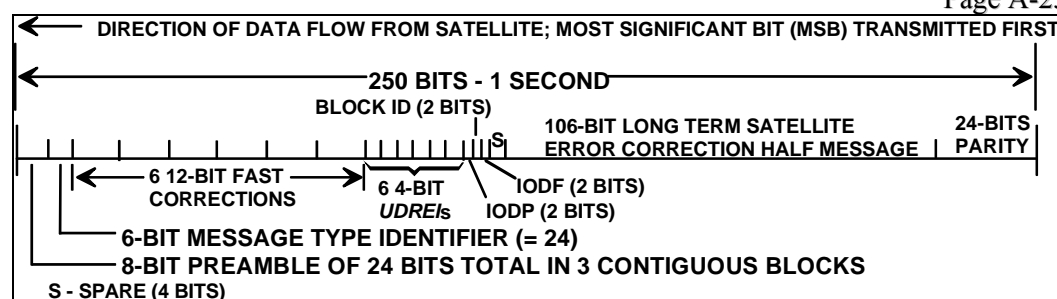 Page A-25
DIRECTION OF DATA FLOW FROM SATELLITE; MOST SIGNIFICANT BIT (MSB) TRANSMITTED FIRST
250 BITS - 1 SECOND
BLOCK ID (2 BITS)
S
106-BIT LONG TERM SATELLITE
ERROR CORRECTION HALF MESSAGE
24-BITS
PARITY
6 12-BIT FAST
CORRECTIONS
6 4-BIT
UDREIs
IODF (2 BITS)
IODP (2 BITS)
6-BIT MESSAGE TYPE IDENTIFIER (= 24)
8-BIT PREAMBLE OF 24 BITS TOTAL IN 3 CONTIGUOUS BLOCKS
S - SPARE (4 BITS)